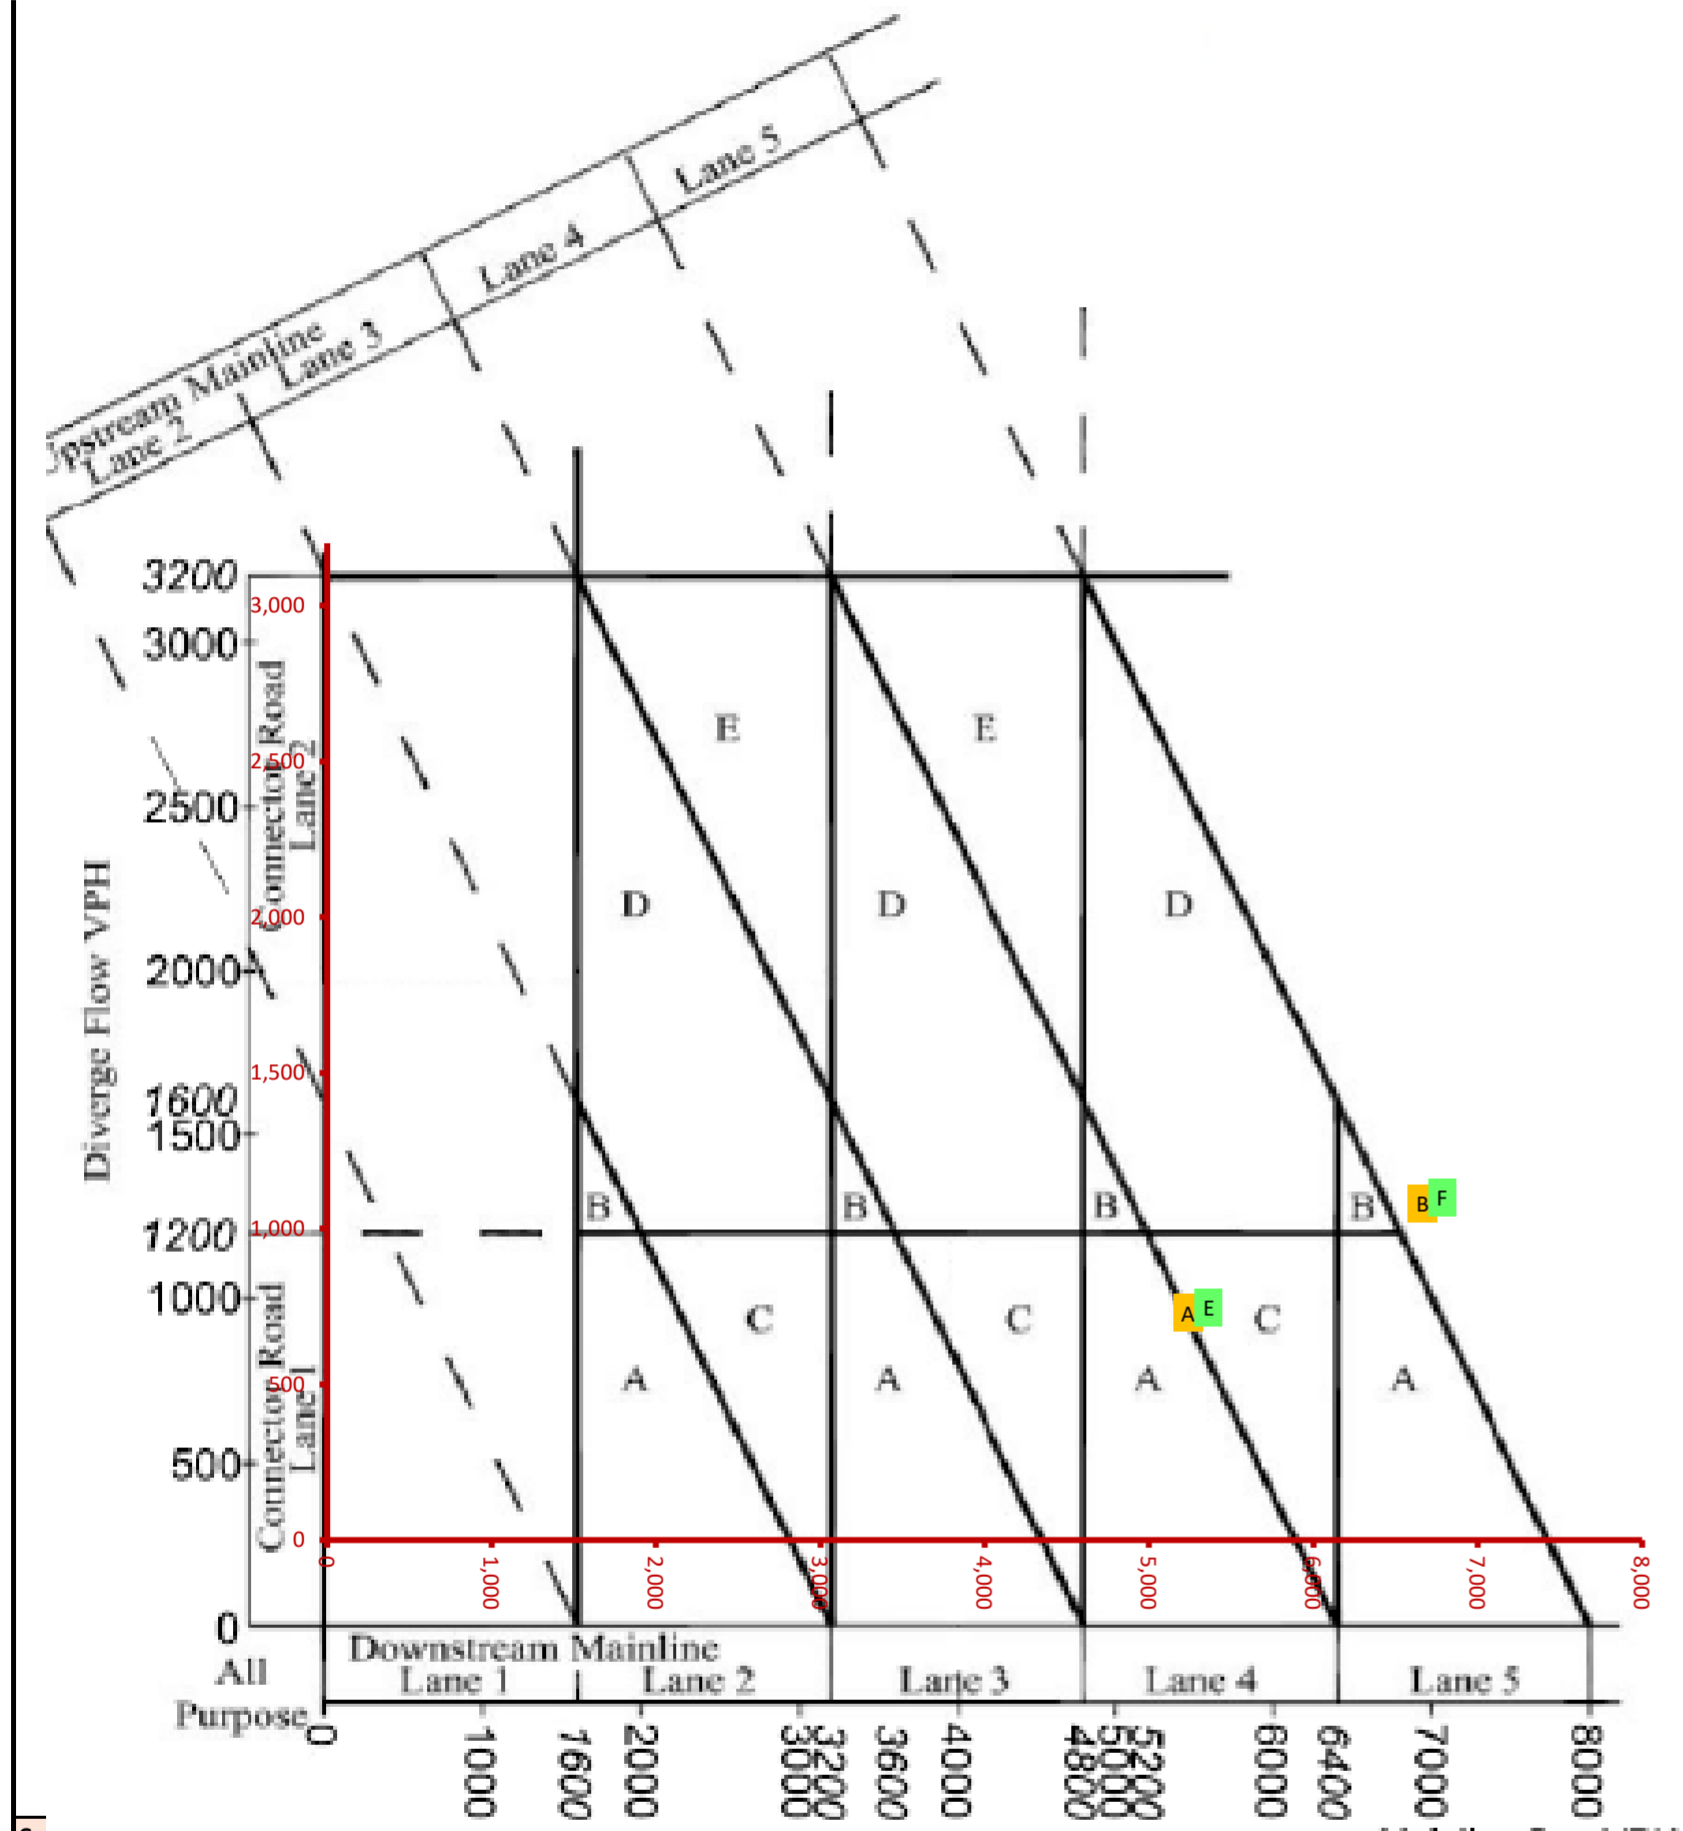 Lane 5
Lane 4
Upstream Mainline
Lane 3
Lane 2
3200
3,000
3000
Connector Road
Lane 2
E
E
2,500
2500
Diverge Flow VPH
D
D
D
2,000
2000
1,500
1600
1500
B
B
B
B
B
F
1,000
1200
1000
Connector Road
Lane 1
C
C
C
A
E
500
A
A
A
A
500
0
0
1,000
2,000
3,000
4,000
5,000
6,000
7,000
8,000
0
Downstream Mainline
All
Purpose
Lane 1
Lane 2
Lane 3
Lane 4
Lane 5
0
1000
1600
2000
3000
3200
3600
4000
4800
5000
5200
6000
6400
7000
8000